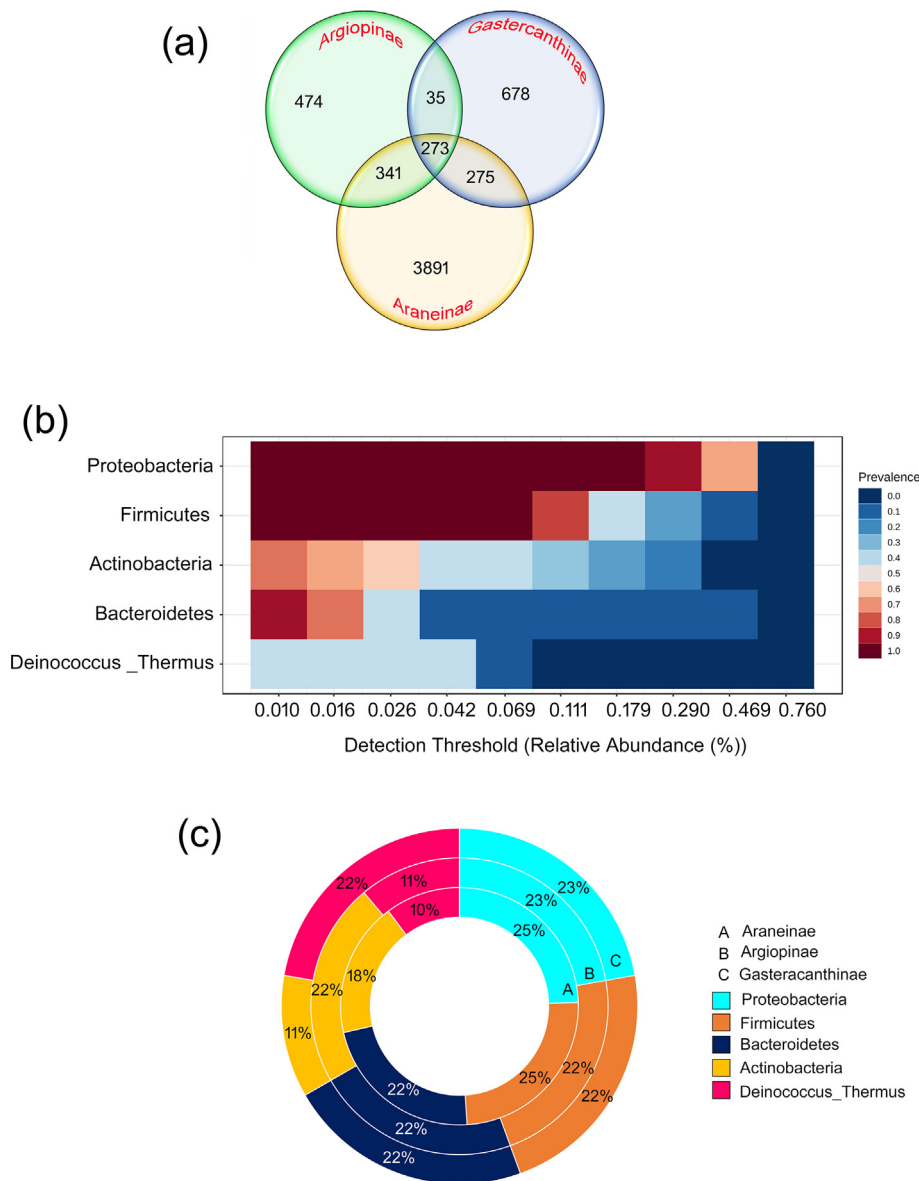 (a)
Argiopinae
Gastercanthinae
474
35
678
273
341
275
3891
Araneinae
(b)
Proteobacteria
Firmicutes
Actinobacteria
Bacteroidetes
Deinococcus _Thermus
0.010 0.016 0.026 0.042 0.069 0.111 0.179 0.290 0.469 0.760
Detection Threshold (Relative Abundance (%))
Prevalence
0.0
0.1
0.2
0.3
0.4
0.5
0.6
0.7
0.8
0.9
1.0
(c)
22%
11%
10%
23%
23%
25%
18%
22%
11%
A
B
C
25%
22%
22%
22%
22%
22%
A Araneinae
B Argiopinae
C Gasteracanthinae
Proteobacteria
Firmicutes
Bacteroidetes
Actinobacteria
Deinococcus_Thermus